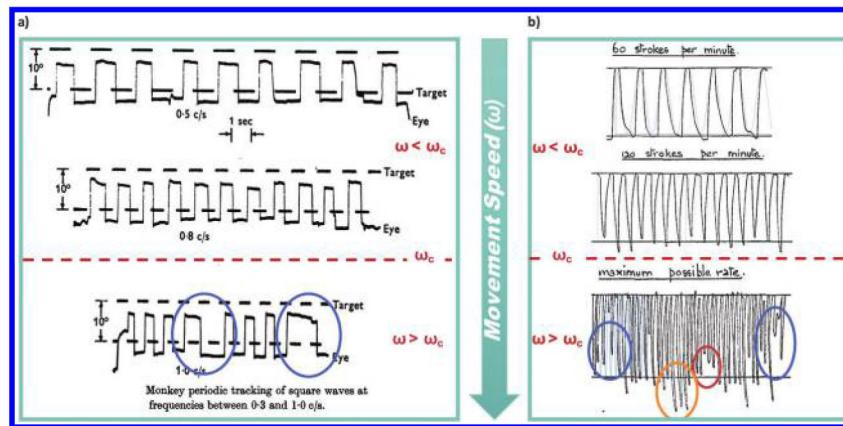 a)
10°
Target
Eye
0·5 c/s
1 sec
ω < ωc
Target
10°
Eye
0·8 c/s
ωc
Target
10°
Eye
1·0 c/s
ω > ωc
Monkey periodic tracking of square waves at
frequencies between 0·3 and 1·0 c/s.
Movement Speed (ω)
b)
60 strokes per minute.
ω < ωc
120 strokes per minute.
ωc
maximum possible rate.
ω > ωc